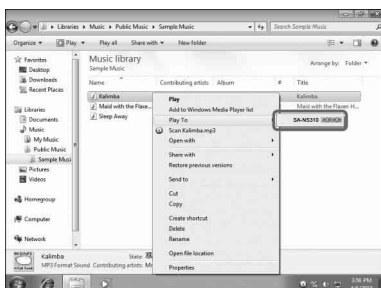 Libraries ▸ Music ▸ Public Music ▸ Sample Music
Search Sample Music
Organize
Play
Play all
Share with
New folder
Favorites
Desktop
Downloads
Recent Places
Libraries
Documents
Music
My Music
Public Music
Sample Musi
Pictures
Videos
Homegroup
Computer
Network
Music library
Sample Music
Arrange by: Folder
Name
Contributing artists
Album
#
Title
Kalimba
Maid with the Flaxe...
Sleep Away
Kalimba
Maid with the Flaxen H...
Play
Add to Windows Media Player list
Play To
SA-NS310
Scan Kalimba.mp3
Open with
Share with
Restore previous versions
Send to
Cut
Copy
Create shortcut
Delete
Rename
Open file location
Properties
Kalimba
MP3 Format Sound
State:
Contributing artists: M
3:56 PM